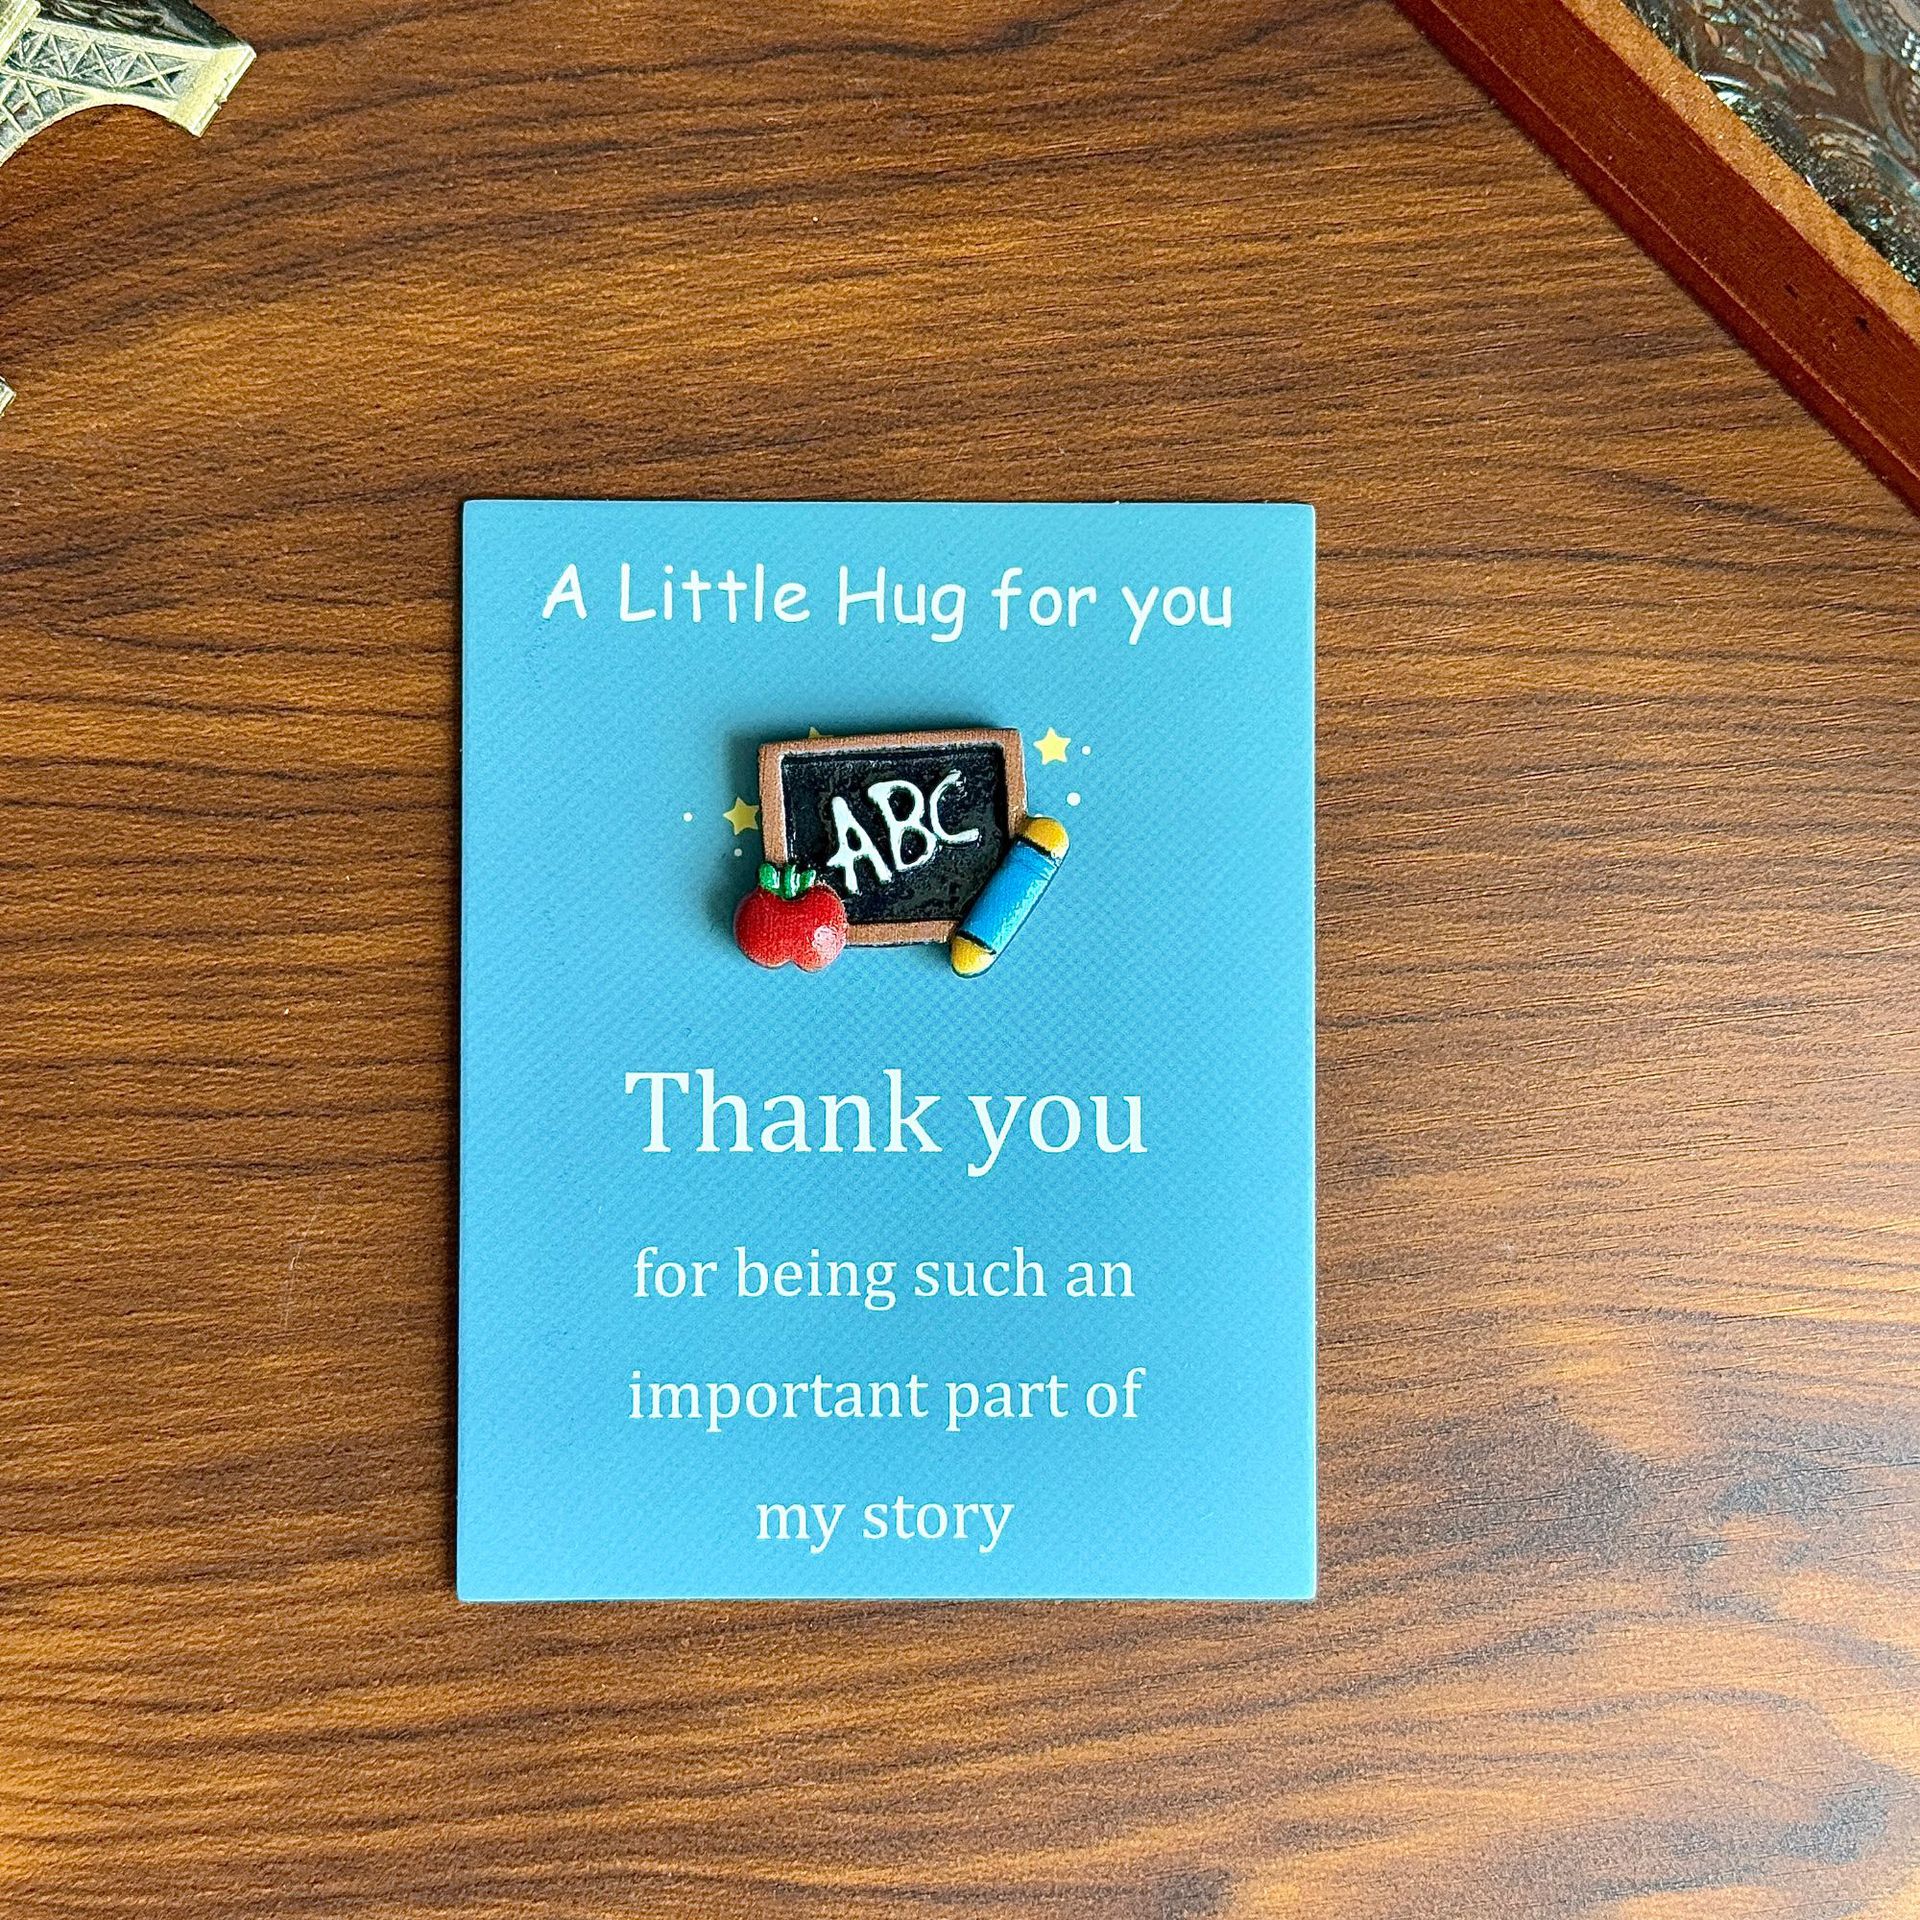 A Little Hug for you
ABC
Thank you
for being such an
important part of
my story